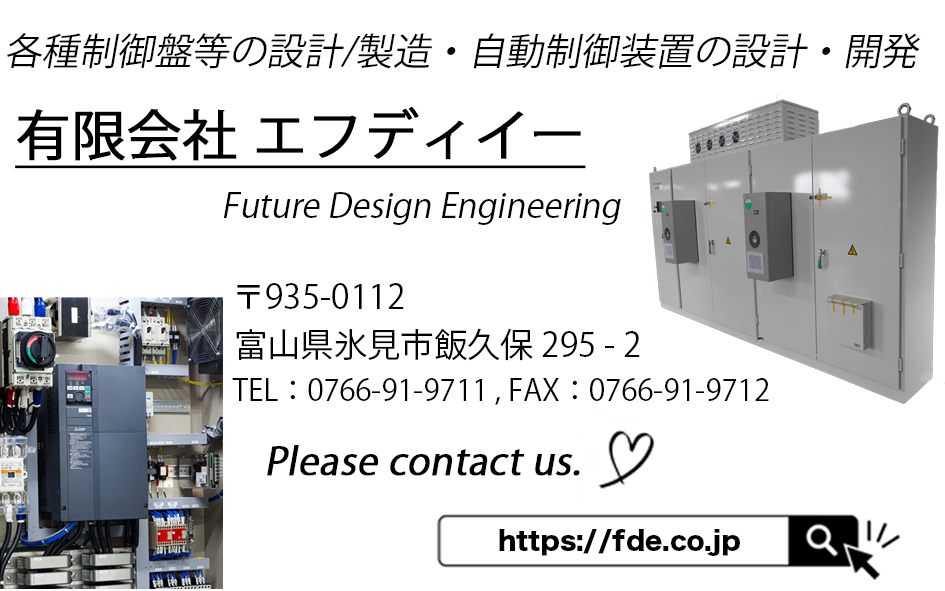 各種制御盤等の設計/製造・自動制御装置の設計・開発
有限会社 エフディイー
Future Design Engineering
〒935-0112
富山県氷見市飯久保 295 - 2
TEL：0766-91-9711 , FAX：0766-91-9712
Please contact us.
https://fde.co.jp